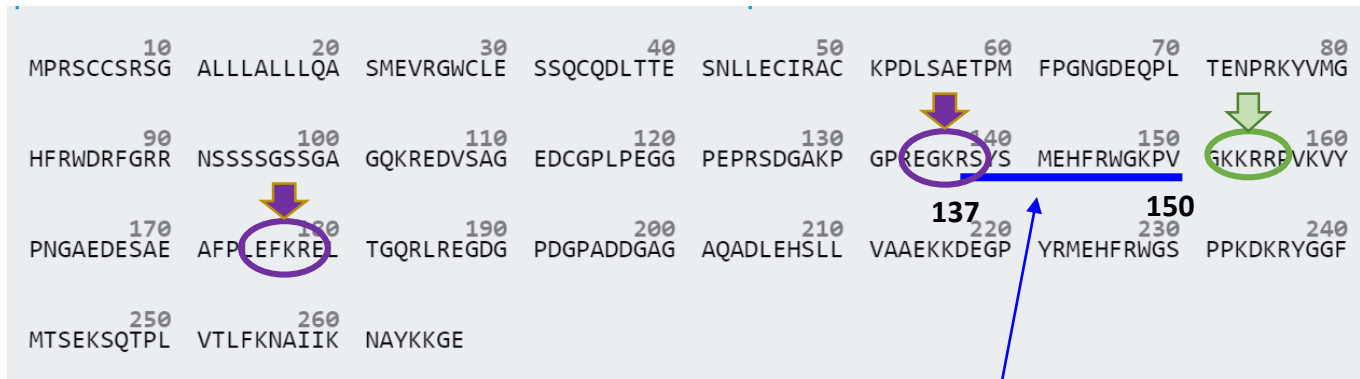 10 20 30 40 50 60 70 80
MPRSCCSRSG ALLLALLLQA SMEVRGWCLE SSQCQDLTTE SNLLECIRAC KPDLSAETPM FPGNGDEQPL TENPRKYVMG
90 100 110 120 130 140 150 160
HFRWDRFGRR NSSSSGSSGA GQKREDVSAG EDCGPLPEGG PEPRSDGAKP GPREGKRSYS MEHFRWGKPV GKKRRPVKVY
137 150
170 180 190 200 210 220 230 240
PNGAEDESAE AFPLEFKREL TGQRLREGDG PDGPADDGAG AQADLEHSLL VAAEKKDEGP YRMEHFRWGS PPKDKRYGGF
250 260
MTSEKSQTPL VTLFKNAIIK NAYKKGE